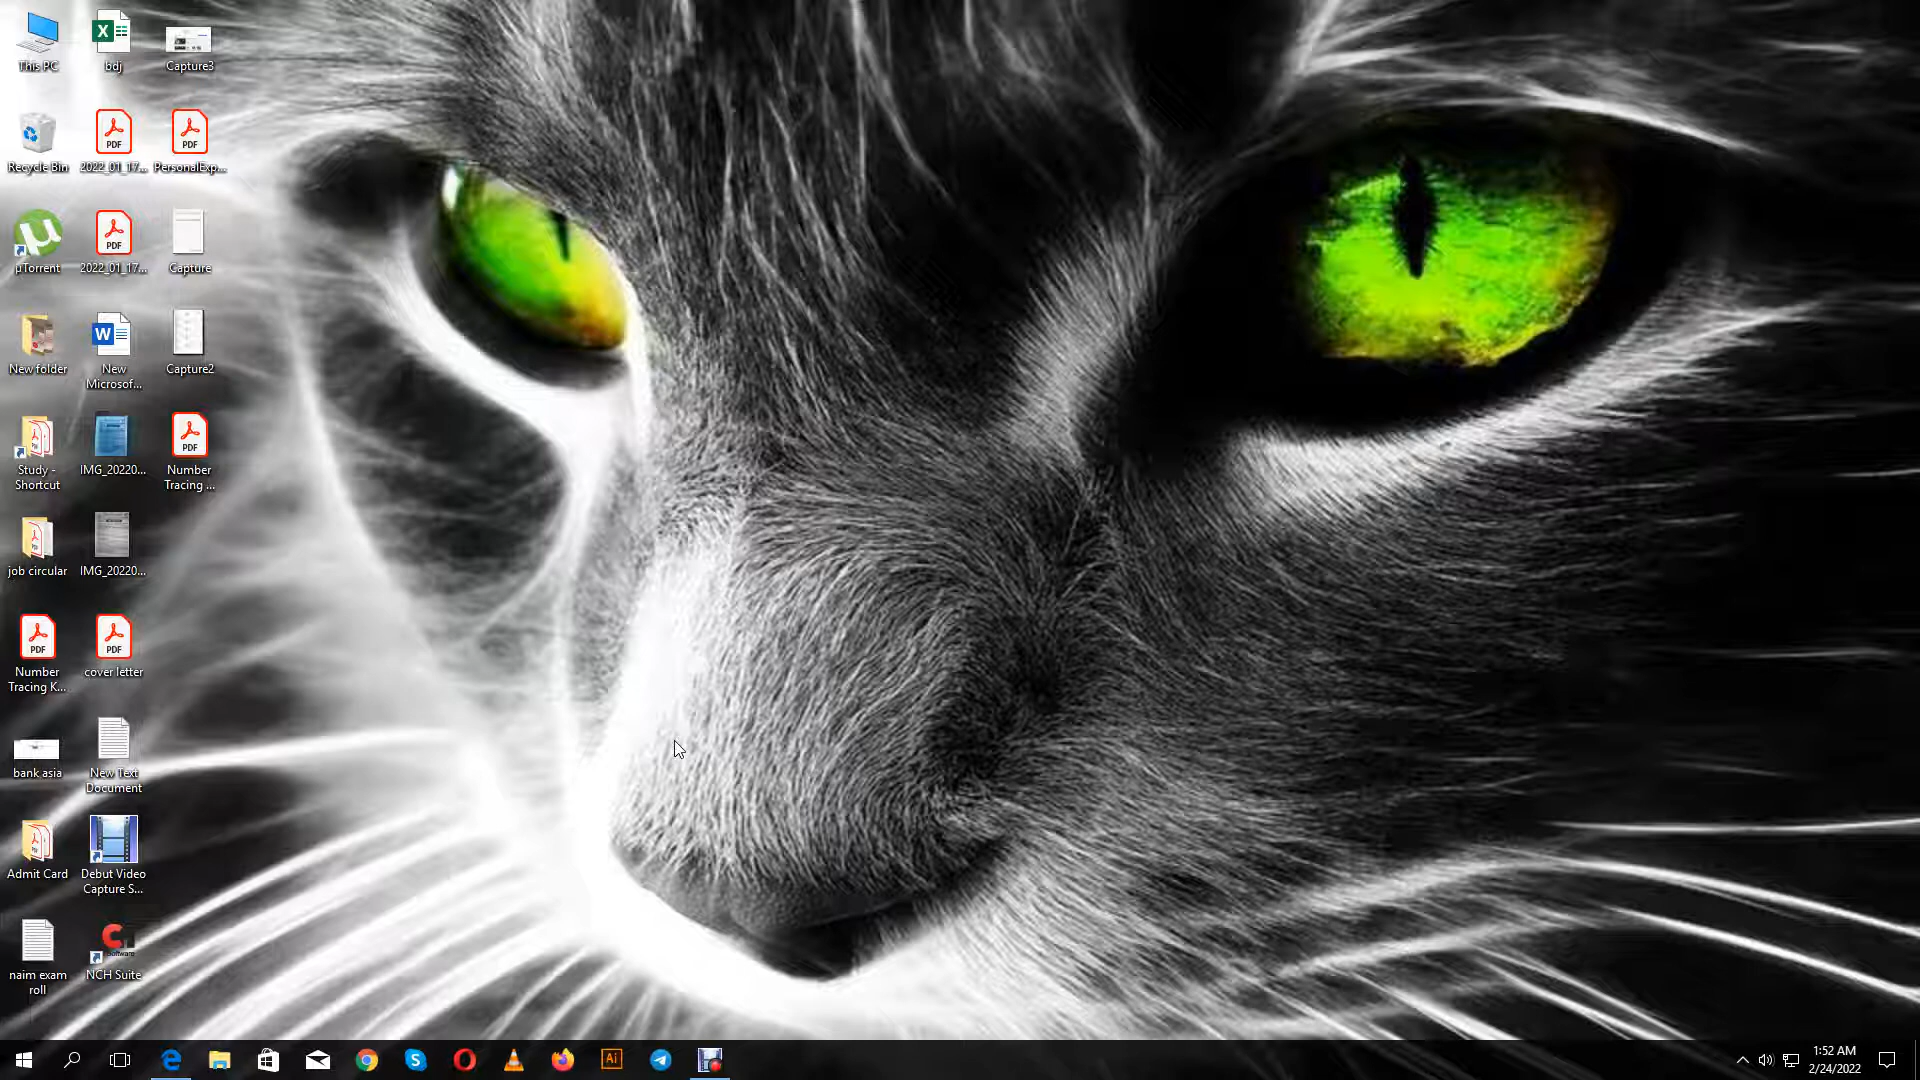 This PC
bdj
Capture3
Recycle Bin
2022_01_17...
PersonalExp...
µTorrent
2022_01_17...
Capture
New folder
New
Microsof...
Capture2
Study -
Shortcut
IMG_20220...
Number
Tracing ...
job circular
IMG_20220...
Number
Tracing K...
cover letter
bank asia
New Text
Document
Admit Card
Debut Video
Capture S...
naim exam
roll
NCH Suite
1:52 AM
2/24/2022